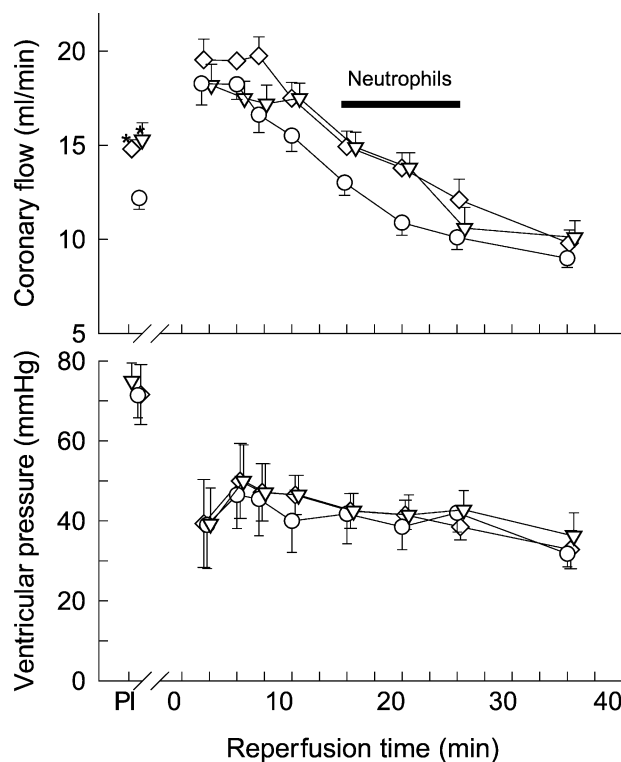 Coronary flow (ml/min)
20
15
10
5
* *
Neutrophils
Ventricular pressure (mmHg)
80
60
40
20
0
PI 0 10 20 30 40
Reperfusion time (min)